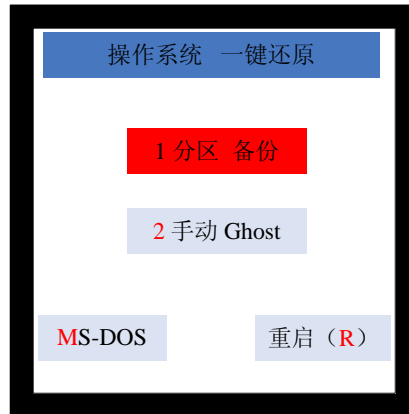 操作系统 一键还原
1 分区 备份
2 手动 Ghost
MS-DOS
重启（R）